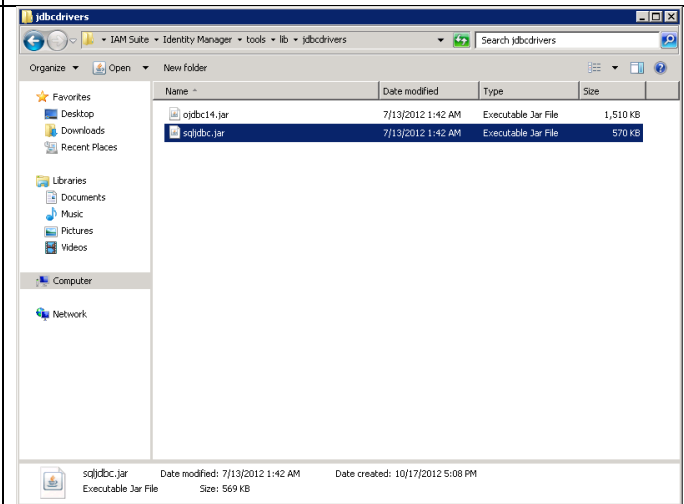 jdbcdrivers
IAM Suite Identity Manager tools lib jdbcdrivers Search jdbcdrivers
Organize Open New folder
Favorites
Desktop
Downloads
Recent Places
Libraries
Documents
Music
Pictures
Videos
Computer
Network
Name Date modified Type Size
ojdbc14.jar 7/13/2012 1:42 AM Executable Jar File 1,510 KB
sqljdbc.jar 7/13/2012 1:42 AM Executable Jar File 570 KB
sqljdbc.jar Date modified: 7/13/2012 1:42 AM Date created: 10/17/2012 5:08 PM
Executable Jar File Size: 569 KB